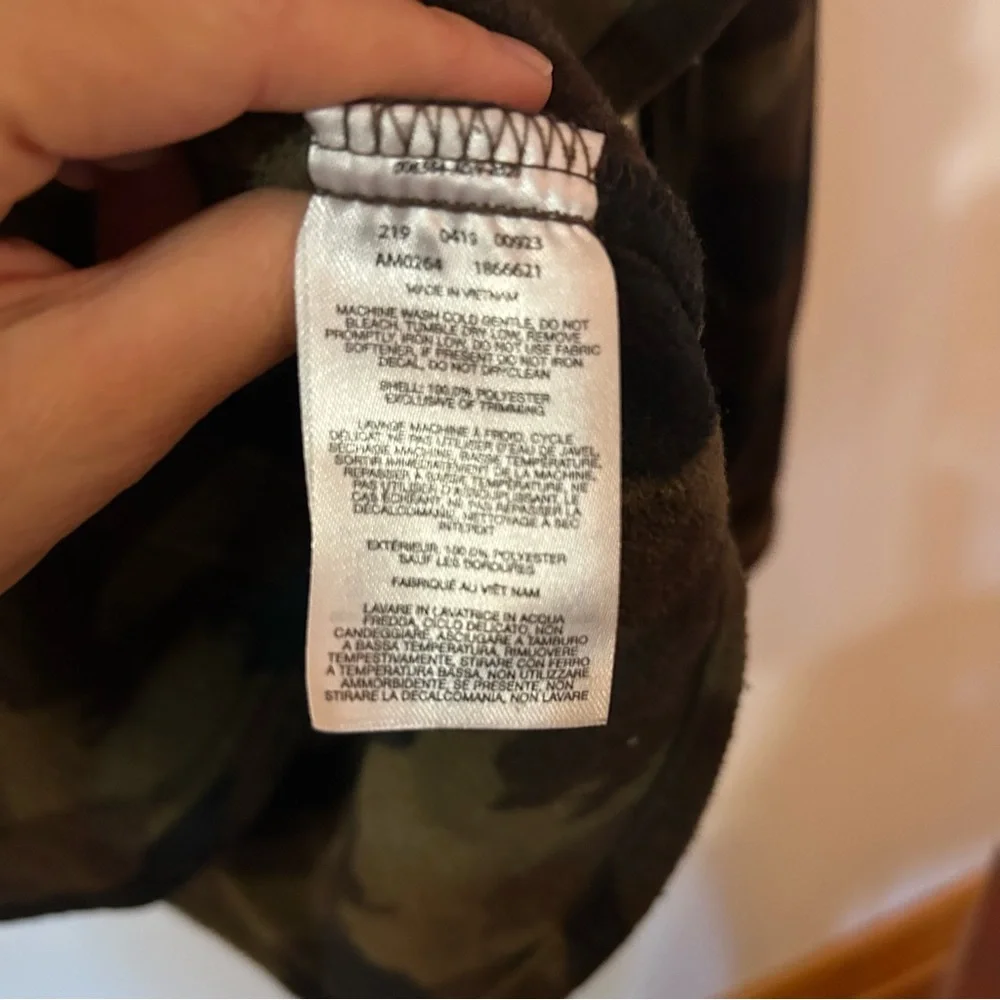 219 0419 00923
AM0264 1866621
MADE IN VIETNAM
MACHINE WASH COLD GENTLE, DO NOT
BLEACH, TUMBLE DRY LOW, REMOVE
PROMPTLY, IRON LOW, DO NOT USE FABRIC
SOFTENER, IF PRESENT DO NOT IRON
DECAL, DO NOT DRYCLEAN
SHELL: 100.0% POLYESTER
EXCLUSIVE OF TRIMMING
LAVAGE MACHINE À FROID, CYCLE
DÉLICAT, NE PAS UTILISER D'EAU DE JAVEL,
SÉCHAGE MACHINE, BASSE TEMPÉRATURE,
SORTIR IMMÉDIATEMENT DE LA MACHINE,
REPASSER À BASSE TEMPÉRATURE, NE
PAS UTILISER D'ADOUCISSANT, LE
CAS ÉCHÉANT, NE PAS REPASSER LA
DÉCALCOMANIE, NETTOYAGE À SEC
INTERDIT
EXTÉRIEUR: 100.0% POLYESTER
SAUF LES BORDURES
FABRIQUÉ AU VIÊT NAM
LAVARE IN LAVATRICE IN ACQUA
FREDDA, CICLO DELICATO, NON
CANDEGGIARE, ASCIUGARE A TAMBURO
A BASSA TEMPERATURA, RIMUOVERE
TEMPESTIVAMENTE, STIRARE CON FERRO
A TEMPERATURA BASSA, NON UTILIZZARE
AMMORBIDENTE, SE PRESENTE, NON
STIRARE LA DECALCOMANIA, NON LAVARE